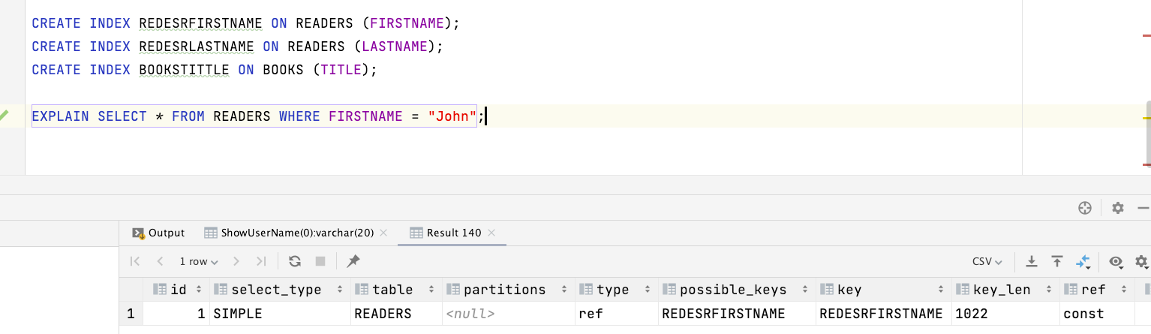 CREATE INDEX REDESRFIRSTNAME ON READERS (FIRSTNAME);
CREATE INDEX REDESRLASTNAME ON READERS (LASTNAME);
CREATE INDEX BOOKSTITTLE ON BOOKS (TITLE);
EXPLAIN SELECT * FROM READERS WHERE FIRSTNAME = "John";
Output ShowUserName(0):varchar(20) Result 140
1 row CSV
id select_type table partitions type possible_keys key key_len ref
1 1 SIMPLE READERS <null> ref REDESRFIRSTNAME REDESRFIRSTNAME 1022 const